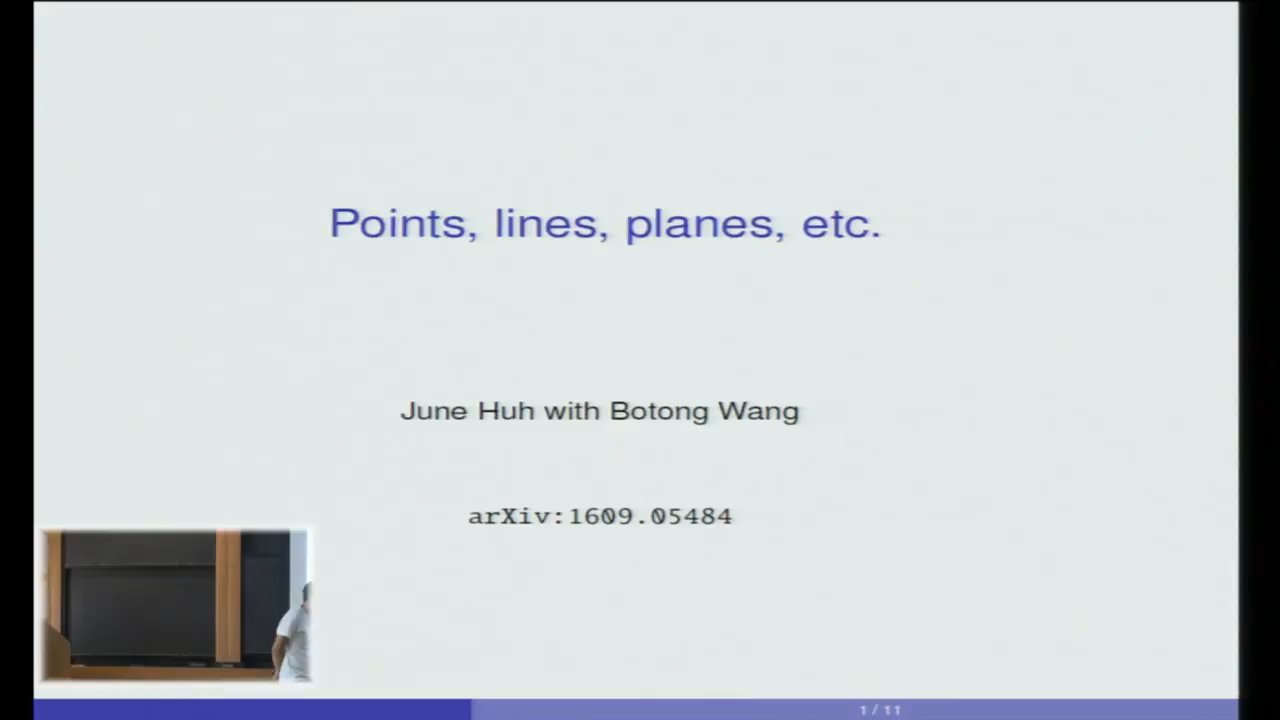 Points, lines, planes, etc.
June Huh with Botong Wang
arXiv:1609.05484
1 / 11